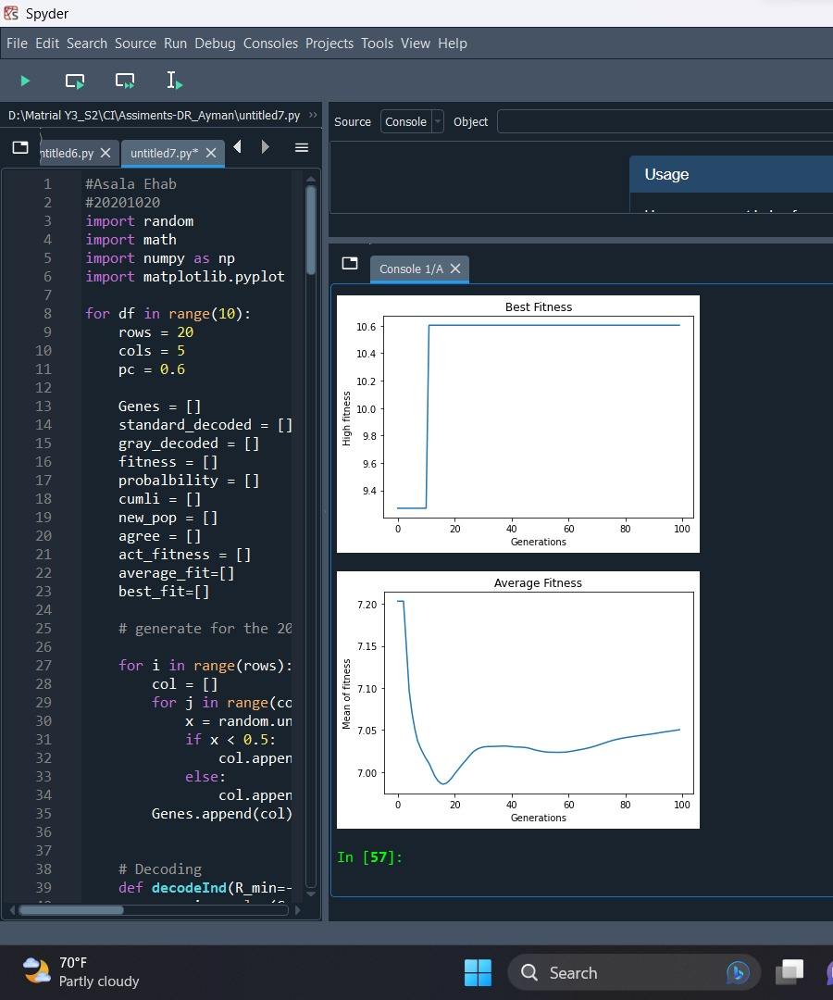 Spyder
File Edit Search Source Run Debug Consoles Projects Tools View Help
D:\Matrial Y3_S2\CI\Assiments-DR_Ayman\untitled7.py
ntitled6.py
untitled7.py*
1 #Asala Ehab
2 #20201020
3 import random
4 import math
5 import numpy as np
6 import matplotlib.pyplot
7
8 for df in range(10):
9 rows = 20
10 cols = 5
11 pc = 0.6
12
13 Genes = []
14 standard_decoded = []
15 gray_decoded = []
16 fitness = []
17 probalbility = []
18 cumli = []
19 new_pop = []
20 agree = []
21 act_fitness = []
22 average_fit=[]
23 best_fit=[]
24
25 # generate for the 20
26
27 for i in range(rows):
28 col = []
29 for j in range(co
30 x = random.un
31 if x < 0.5:
32 col.appen
33 else:
34 col.appen
35 Genes.append(col)
36
37
38 # Decoding
39 def decodeInd(R_min=-
Source Console Object
Usage
Console 1/A
Best Fitness
High fitness
10.6
10.4
10.2
10.0
9.8
9.6
9.4
0 20 40 60 80 100
Generations
Average Fitness
Mean of fitness
7.20
7.15
7.10
7.05
7.00
0 20 40 60 80 100
Generations
In [57]:
70°F
Partly cloudy
Search